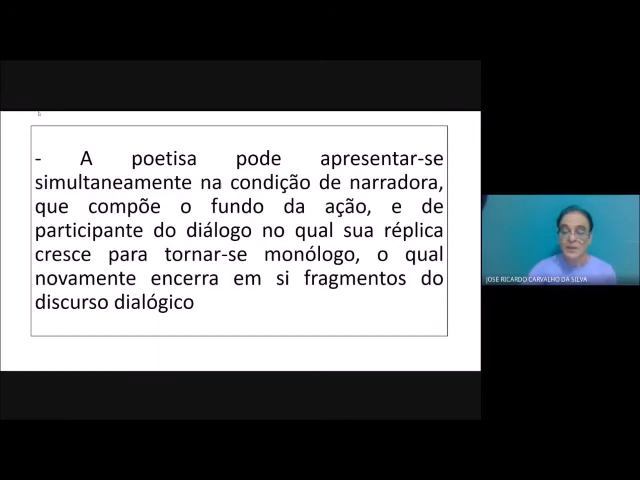 - A poetisa pode apresentar-se
simultaneamente na condição de narradora,
que compõe o fundo da ação, e de
participante do diálogo no qual sua réplica
cresce para tornar-se monólogo, o qual
novamente encerra em si fragmentos do
discurso dialógico
JOSE RICARDO CARVALHO DA SILVA